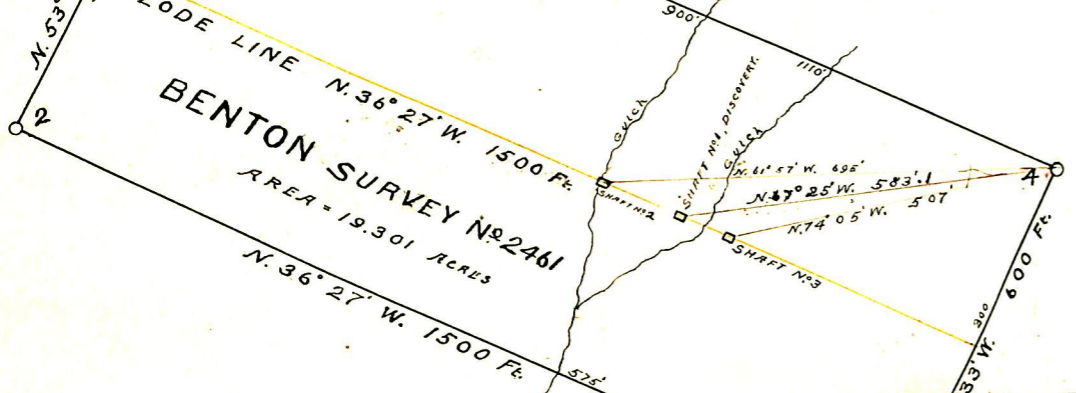 N. 53°
2
LODE LINE N. 36° 27' W. 1500 Ft.
BENTON SURVEY No 2461
AREA = 19.301 ACRES
N. 36° 27' W. 1500 Ft.
575'
900'
1110'
GULCH
SHAFT No 1, DISCOVERY.
GULCH
SHAFT No 2
SHAFT No 3
N. 61° 57' W. 695'
N. 67° 25' W. 583'.1
N. 74° 05' W. 507'
4
600 Ft.
300
33' W.